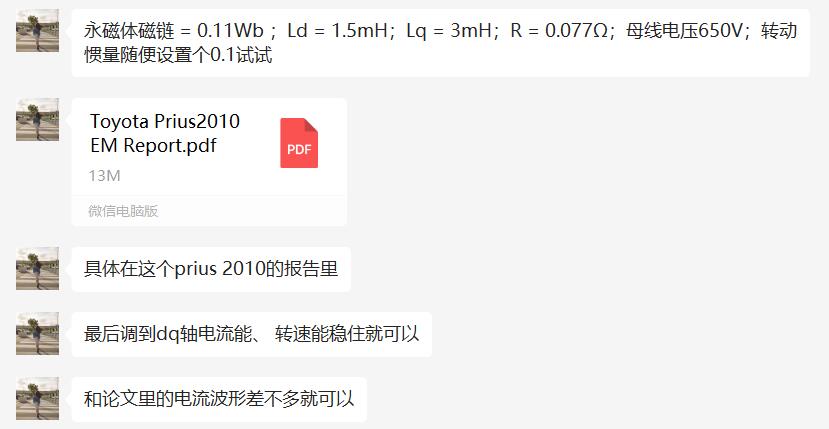 永磁体磁链 = 0.11Wb ；Ld = 1.5mH；Lq = 3mH；R = 0.077Ω；母线电压650V；转动
惯量随便设置个0.1试试
Toyota Prius2010
EM Report.pdf
PDF
13M
微信电脑版
具体在这个prius 2010的报告里
最后调到dq轴电流能、 转速能稳住就可以
和论文里的电流波形差不多就可以